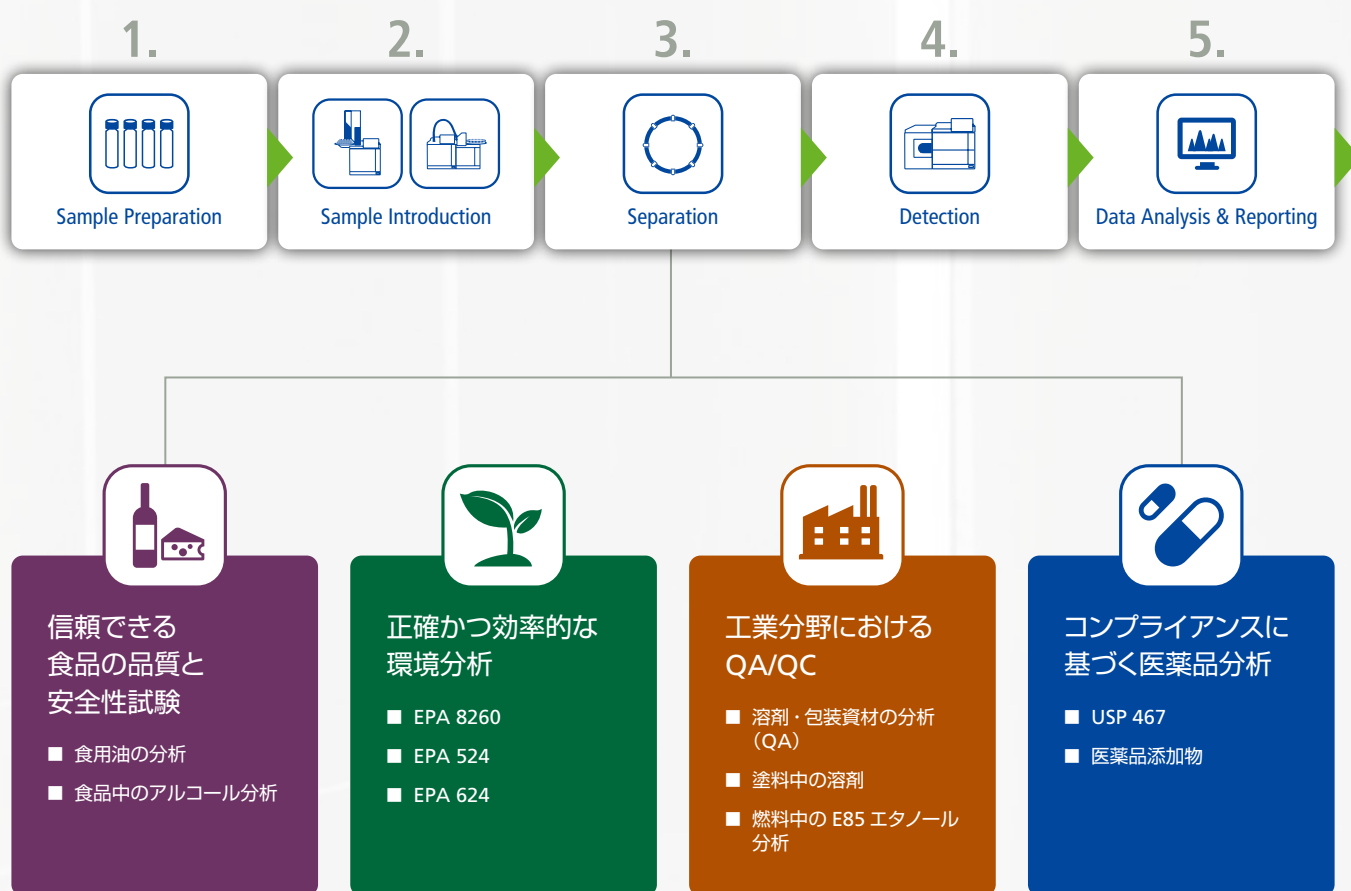 1.
2.
3.
4.
5.
Sample Preparation
Sample Introduction
Separation
Detection
Data Analysis & Reporting
信頼できる
食品の品質と
安全性試験
■ 食用油の分析
■ 食品中のアルコール分析
正確かつ効率的な
環境分析
■ EPA 8260
■ EPA 524
■ EPA 624
工業分野における
QA/QC
■ 溶剤・包装資材の分析
（QA）
■ 塗料中の溶剤
■ 燃料中の E85 エタノール
分析
コンプライアンスに
基づく医薬品分析
■ USP 467
■ 医薬品添加物